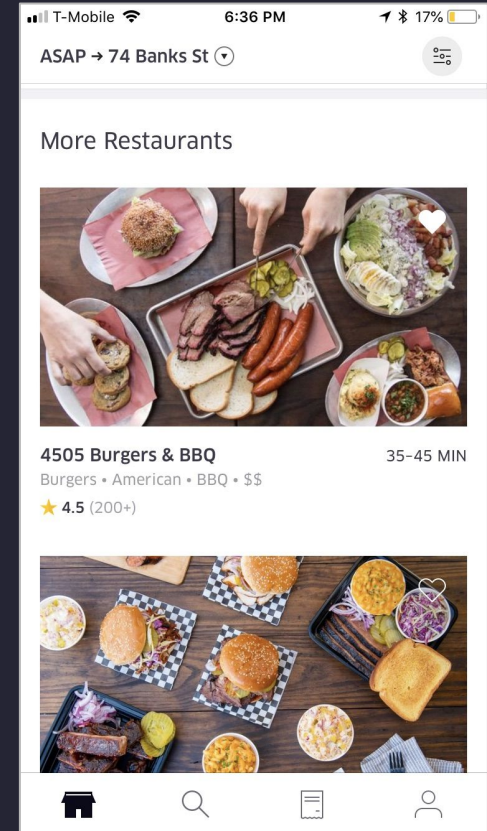 T-Mobile 6:36 PM 17%
ASAP → 74 Banks St
More Restaurants
4505 Burgers & BBQ 35–45 MIN
Burgers • American • BBQ • $$
4.5 (200+)